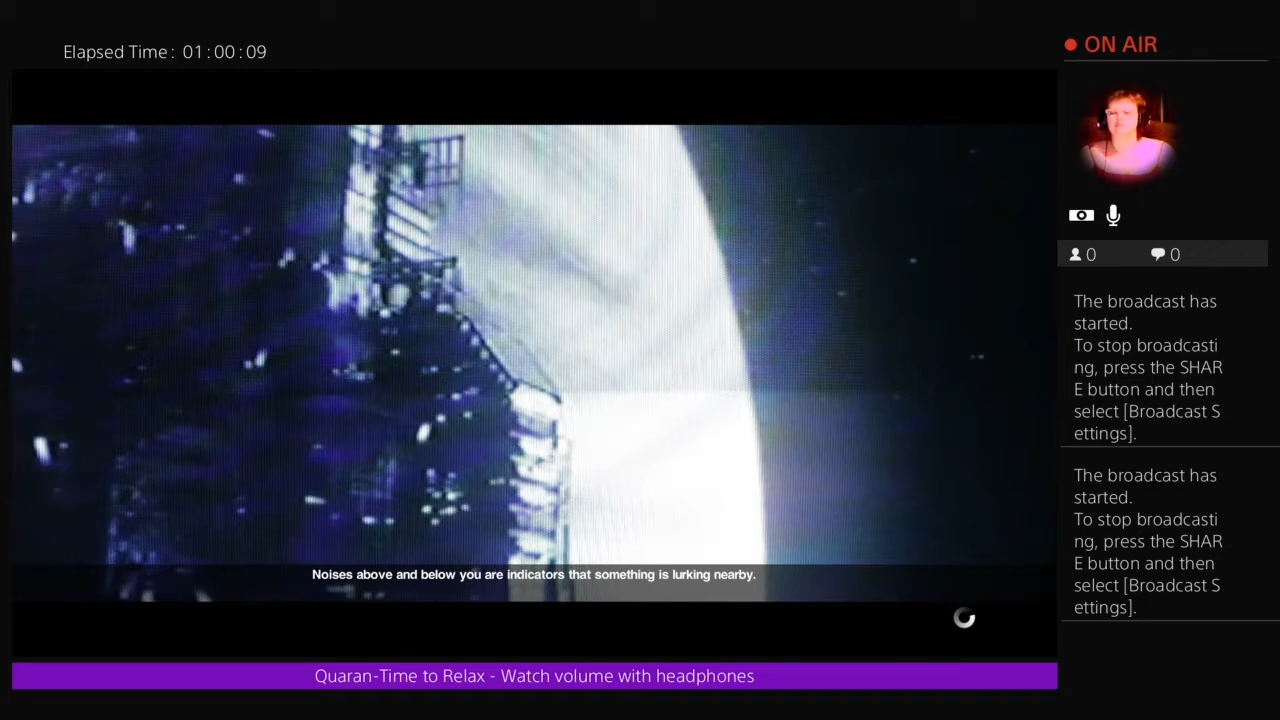 Elapsed Time: 01:00:09
ON AIR
0 0
The broadcast has
started.
To stop broadcasti
ng, press the SHAR
E button and then
select [Broadcast S
ettings].
The broadcast has
started.
To stop broadcasti
ng, press the SHAR
E button and then
select [Broadcast S
ettings].
Noises above and below you are indicators that something is lurking nearby.
Quaran-Time to Relax - Watch volume with headphones